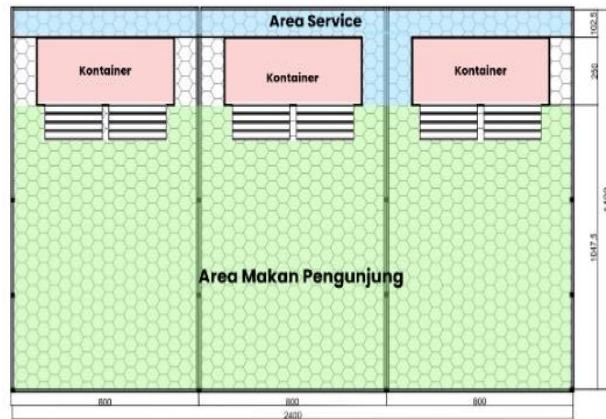 Area Service
Kontainer
Kontainer
Kontainer
102.5
250
1047.5
Area Makan Pengunjung
800
800
800
2400